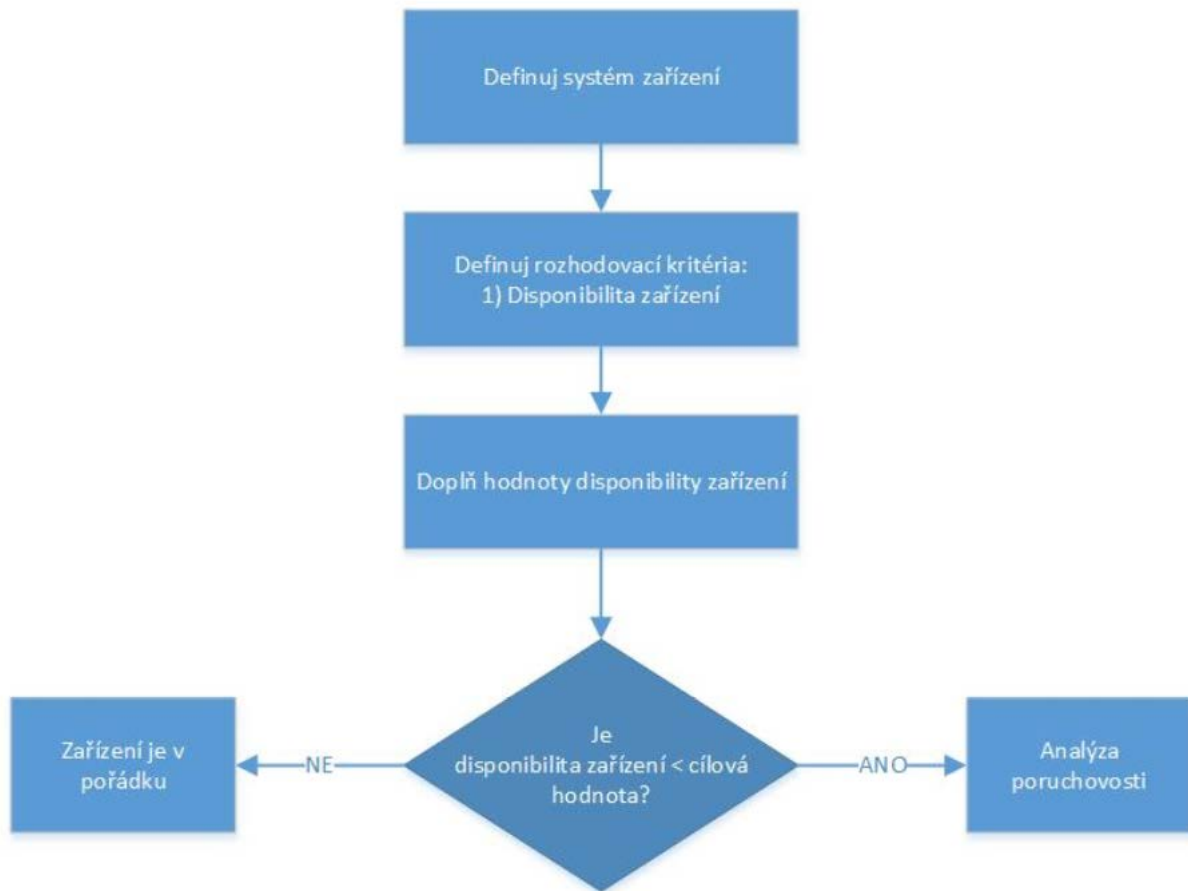 Definuj systém zařízení
Definuj rozhodovací kritéria:
1) Disponibilita zařízení
Doplň hodnoty disponibility zařízení
Je
disponibilita zařízení < cílová
hodnota?
NE
Zařízení je v
pořádku
ANO
Analýza
poruchovosti